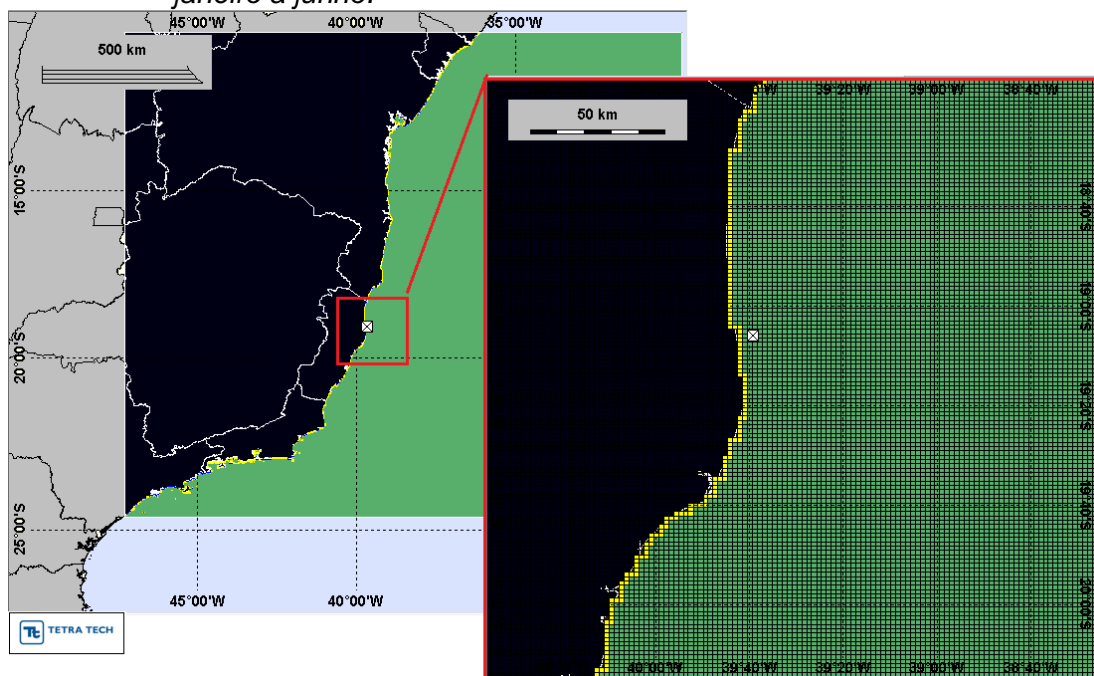 janeiro a junho.
45°00'W 40°00'W 35°00'W
500 km
15°00'S
20°00'S
25°00'S
45°00'W 40°00'W
TETRA TECH
39°20'W 39°00'W 38°40'W
50 km
18°40'S
19°00'S
19°20'S
19°40'S
20°00'S
40°00'W 39°40'W 39°20'W 39°00'W 38°40'W